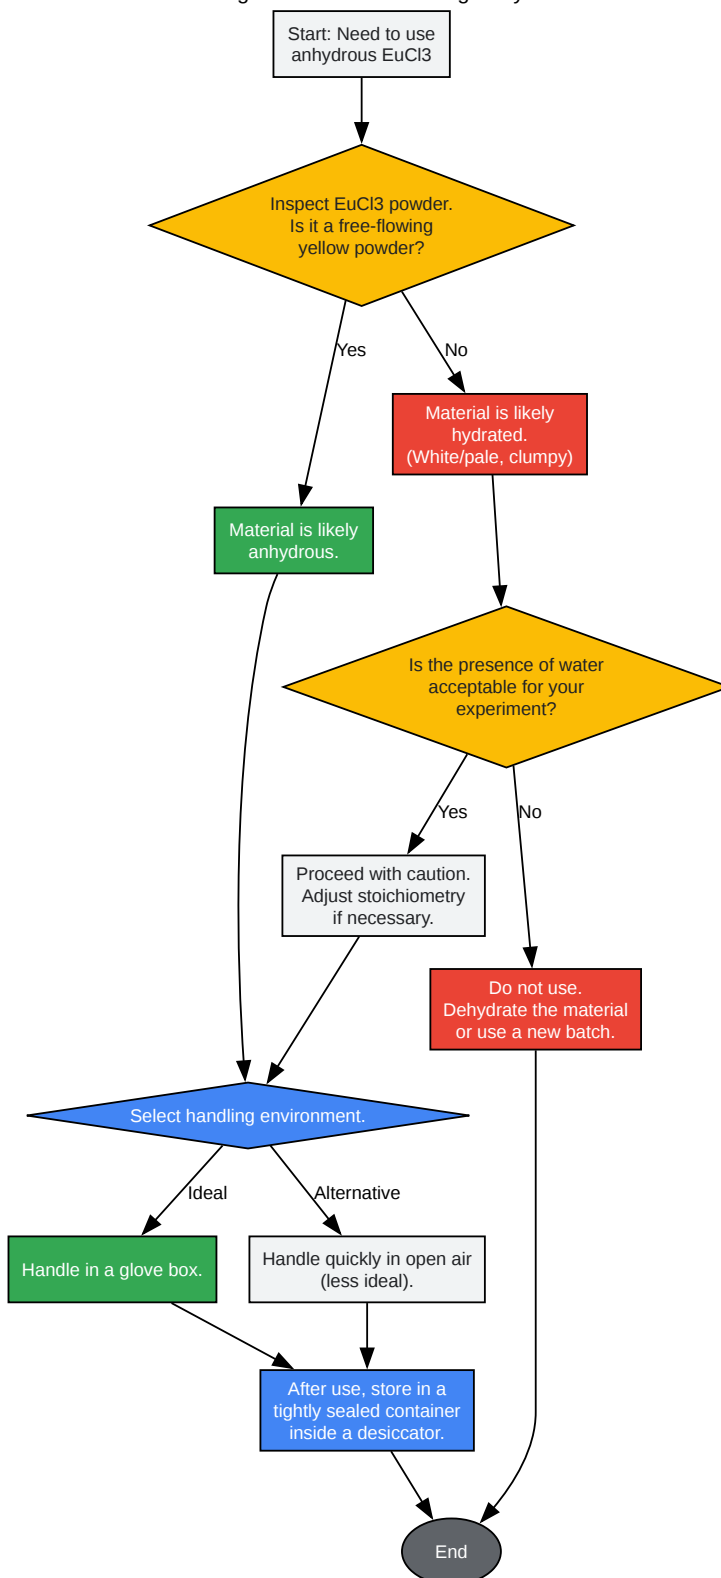 Start: Need to use
anhydrous EuCl3
Inspect EuCl3 powder.
Is it a free-flowing
yellow powder?
Yes
No
Material is likely
hydrated.
(White/pale, clumpy)
Material is likely
anhydrous.
Is the presence of water
acceptable for your
experiment?
Yes
No
Proceed with caution.
Adjust stoichiometry
if necessary.
Do not use.
Dehydrate the material
or use a new batch.
Select handling environment.
Ideal
Alternative
Handle in a glove box.
Handle quickly in open air
(less ideal).
After use, store in a
tightly sealed container
inside a desiccator.
End